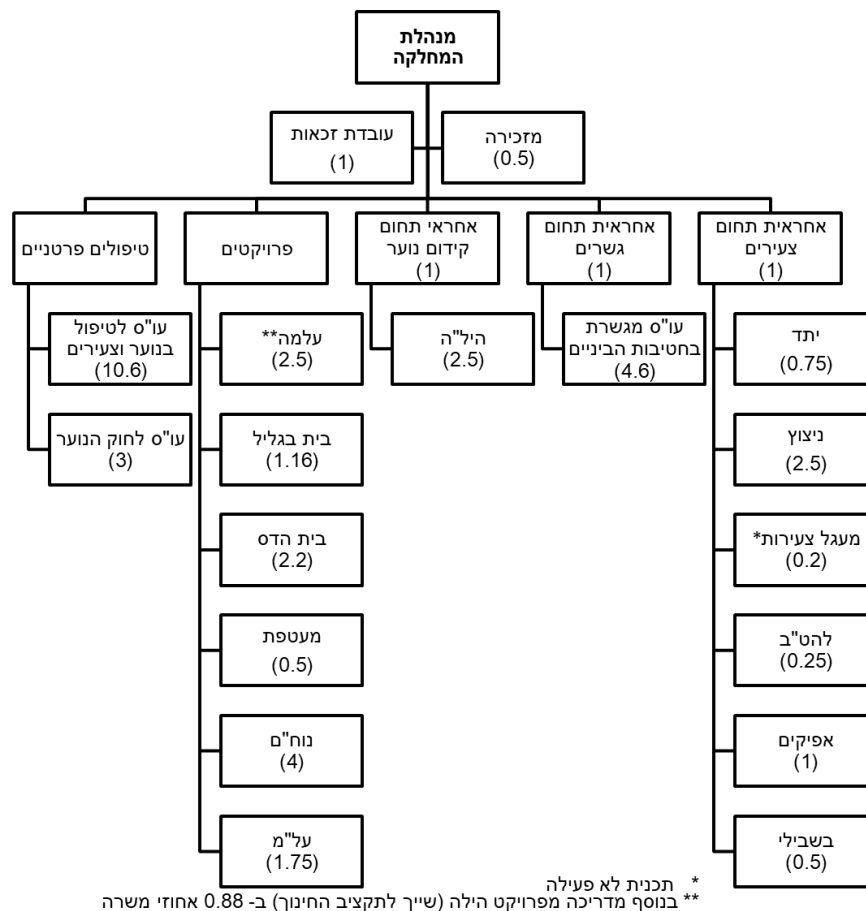 מנהלת
המחלקה
מזכירה
(0.5)
עובדת זכאות
(1)
אחראית תחום
צעירים
(1)
אחראית תחום
גשרים
(1)
אחראי תחום
קידום נוער
(1)
פרויקטים
טיפולים פרטניים
יתד
(0.75)
ניצוץ
(2.5)
מעגל צעירות*
(0.2)
להט"ב
(0.25)
אפיקים
(1)
בשבילי
(0.5)
עו"ס מגשרת
בחטיבות הביניים
(4.6)
היל"ה
(2.5)
עלמה**
(2.5)
בית בגליל
(1.16)
בית הדס
(2.2)
מעטפת
(0.5)
נוח"ם
(4)
על"מ
(1.75)
עו"ס לטיפול
בנוער וצעירים
(10.6)
עו"ס לחוק הנוער
(3)
* תכנית לא פעילה
** בנוסף מדריכה מפרויקט הילה (שייך לתקציב החינוך) ב- 0.88 אחוזי משרה